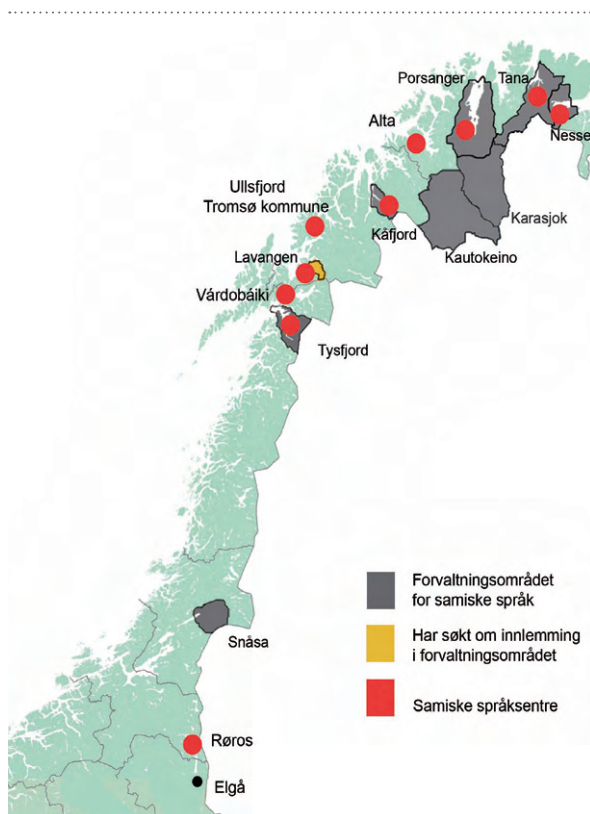 Porsanger
Tana
Alta
Nesse
Ullsfjord
Tromsø kommune
Karasjok
Kåfjord
Kautokeino
Lavangen
Várdobáiki
Tysfjord
Forvaltningsområdet
for samiske språk
Snåsa
Har søkt om innlemming
i forvaltningsområdet
Samiske språksentre
Røros
Elgå